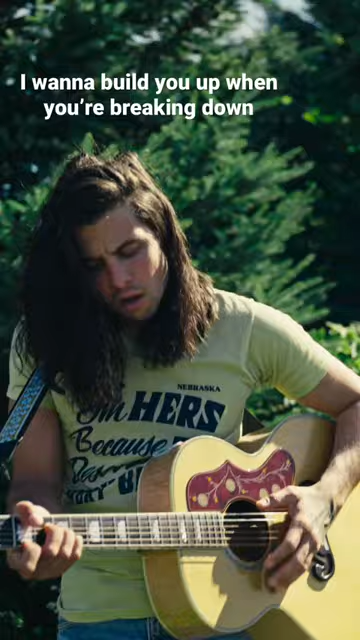 I wanna build you up when
you’re breaking down
NEBRASKA
I'm HERS
Because